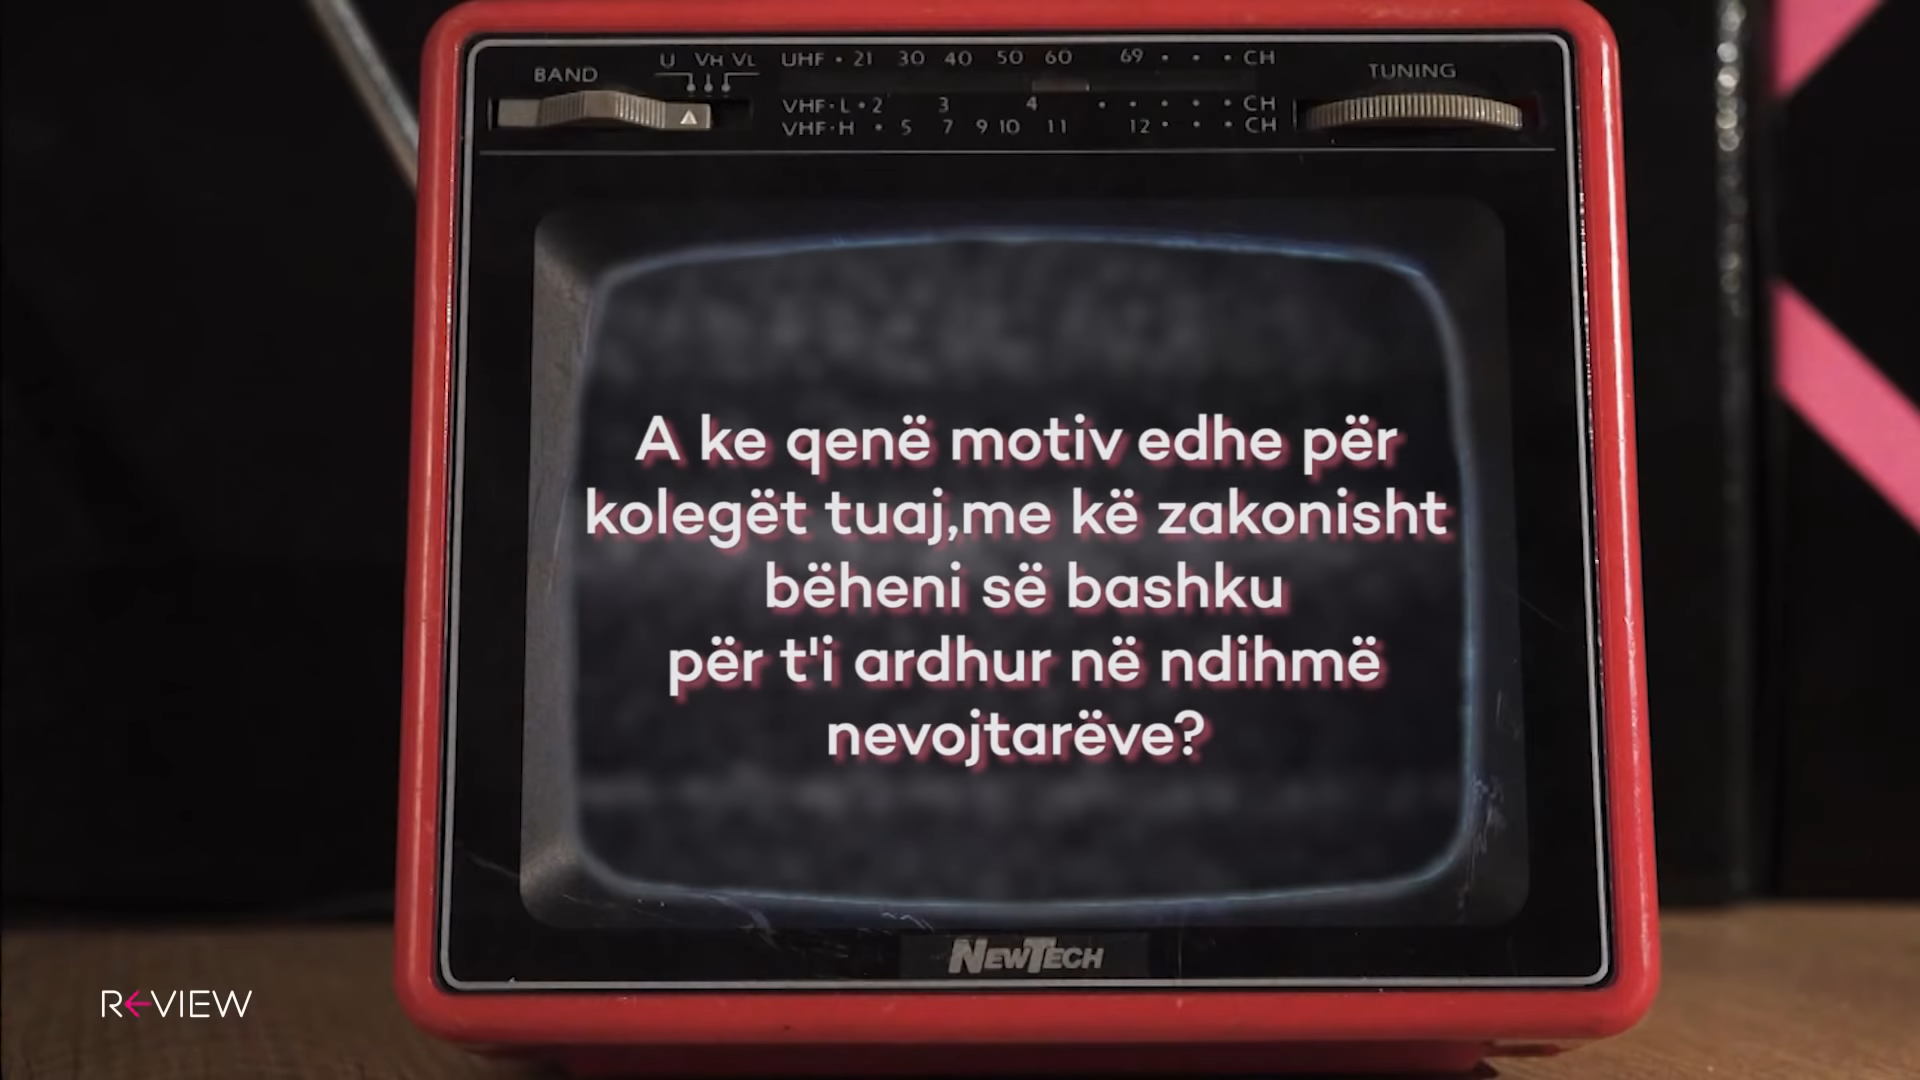 BAND
U VH VL
UHF • 21 30 40 50 60 69 • • • CH
VHF-L • 2 3 4 • • • • • CH
VHF-H • 5 7 9 10 11 12 • • • CH
TUNING
A ke qenë motiv edhe për
kolegët tuaj,me kë zakonisht
bëheni së bashku
për t'i ardhur në ndihmë
nevojtarëve?
NEWTECH
REVIEW